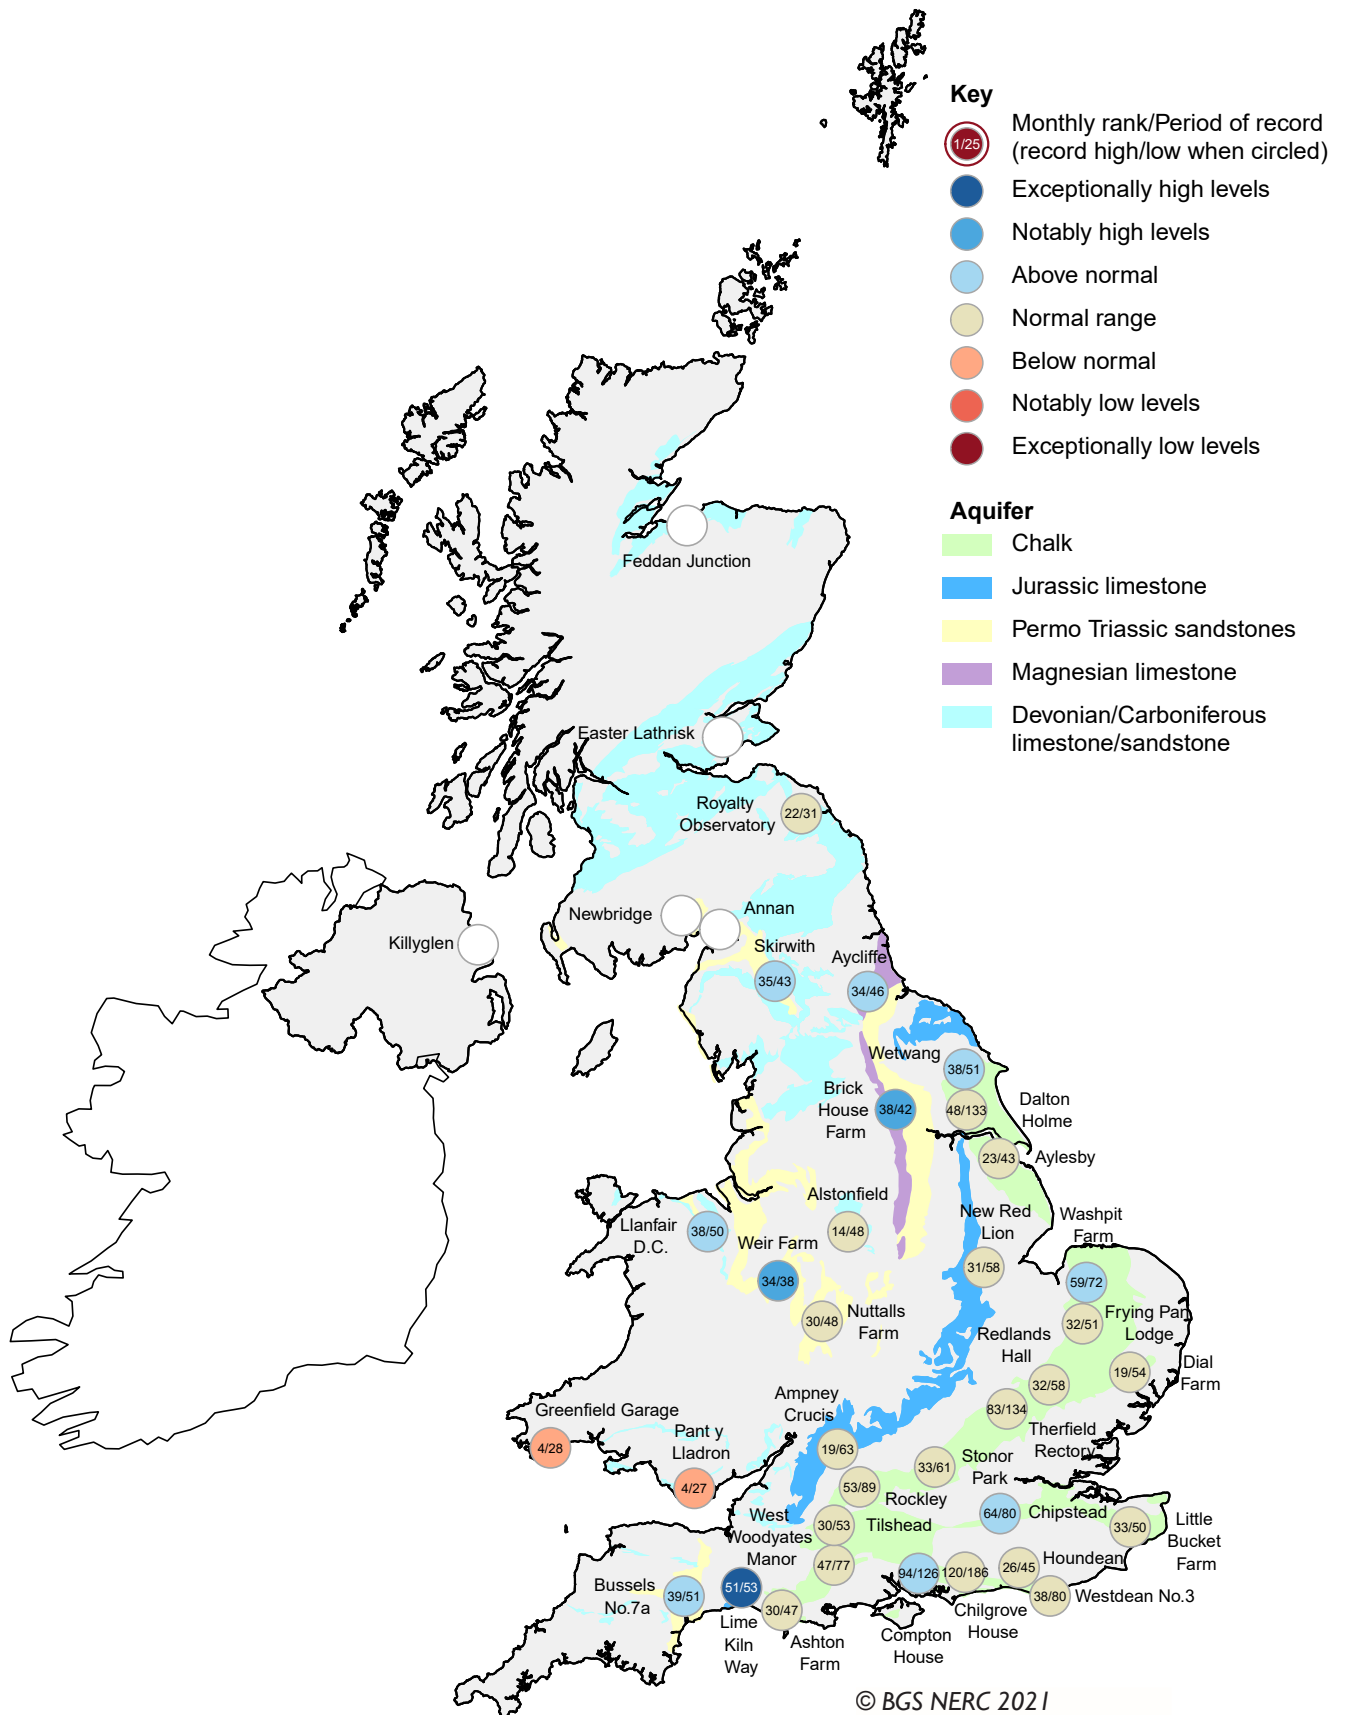 Key
1/25
Monthly rank/Period of record
(record high/low when circled)
Exceptionally high levels
Notably high levels
Above normal
Normal range
Below normal
Notably low levels
Exceptionally low levels
Aquifer
Chalk
Jurassic limestone
Permo Triassic sandstones
Magnesian limestone
Devonian/Carboniferous
limestone/sandstone
Feddan Junction
Easter Lathrisk
Royalty
Observatory
22/31
Newbridge
Annan
Killyglen
Skirwith
35/43
Aycliffe
34/46
Wetwang
38/51
Brick
House
Farm
38/42
48/133
Dalton
Holme
23/43
Aylesby
Alstonfield
14/48
Llanfair
D.C.
38/50
Weir Farm
34/38
New Red
Lion
31/58
Washpit
Farm
59/72
Nuttalls
Farm
30/48
Frying Pan
Lodge
32/51
Redlands
Hall
32/58
19/54
Dial
Farm
Ampney
Crucis
19/63
83/134
Therfield
Rectory
Greenfield Garage
4/28
Pant y
Lladron
4/27
33/61
Stonor
Park
53/89
Rockley
30/53
Tilshead
64/80
Chipstead
33/50
Little
Bucket
Farm
West
Woodyates
Manor
47/77
Bussels
No.7a
39/51
51/53
Lime
Kiln
Way
30/47
Ashton
Farm
94/126
Compton
House
120/186
Chilgrove
House
26/45
Houndean
38/80
Westdean No.3
© BGS NERC 2021